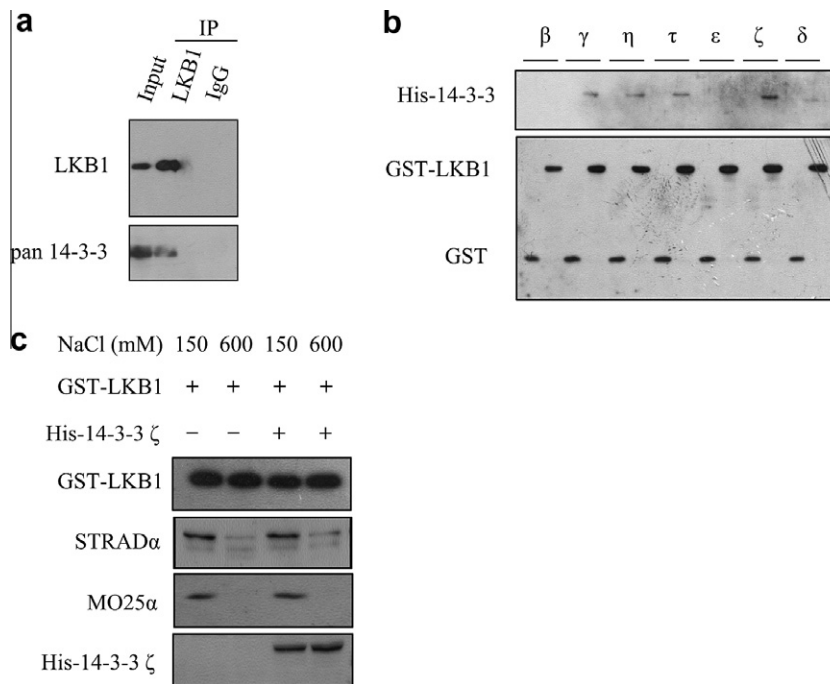 a
IP
Input LKB1 IgG
LKB1
pan 14-3-3
b
β γ η τ ε ζ δ
His-14-3-3
GST-LKB1
GST
c
NaCl (mM) 150 600 150 600
GST-LKB1 + + + +
His-14-3-3 ζ − − + +
GST-LKB1
STRADα
MO25α
His-14-3-3 ζ